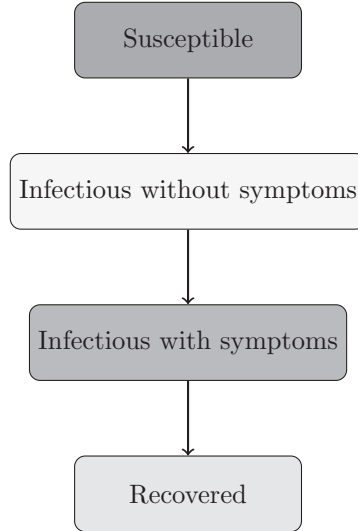 Susceptible
Infectious without symptoms
Infectious with symptoms
Recovered